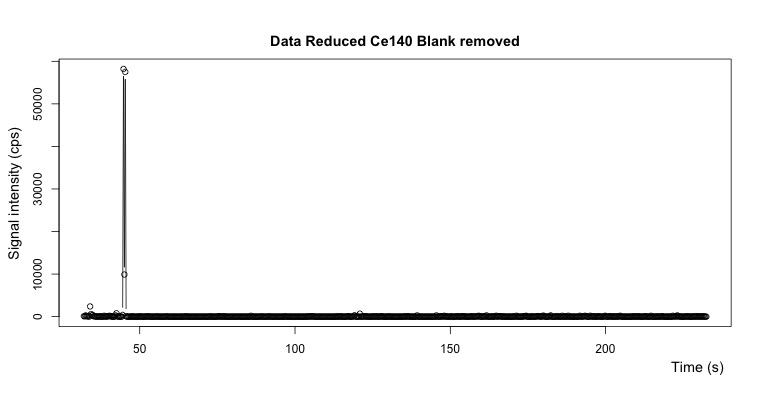 Data Reduced Ce140 Blank removed
Signal intensity (cps)
50000
30000
10000
0
50 100 150 200
Time (s)